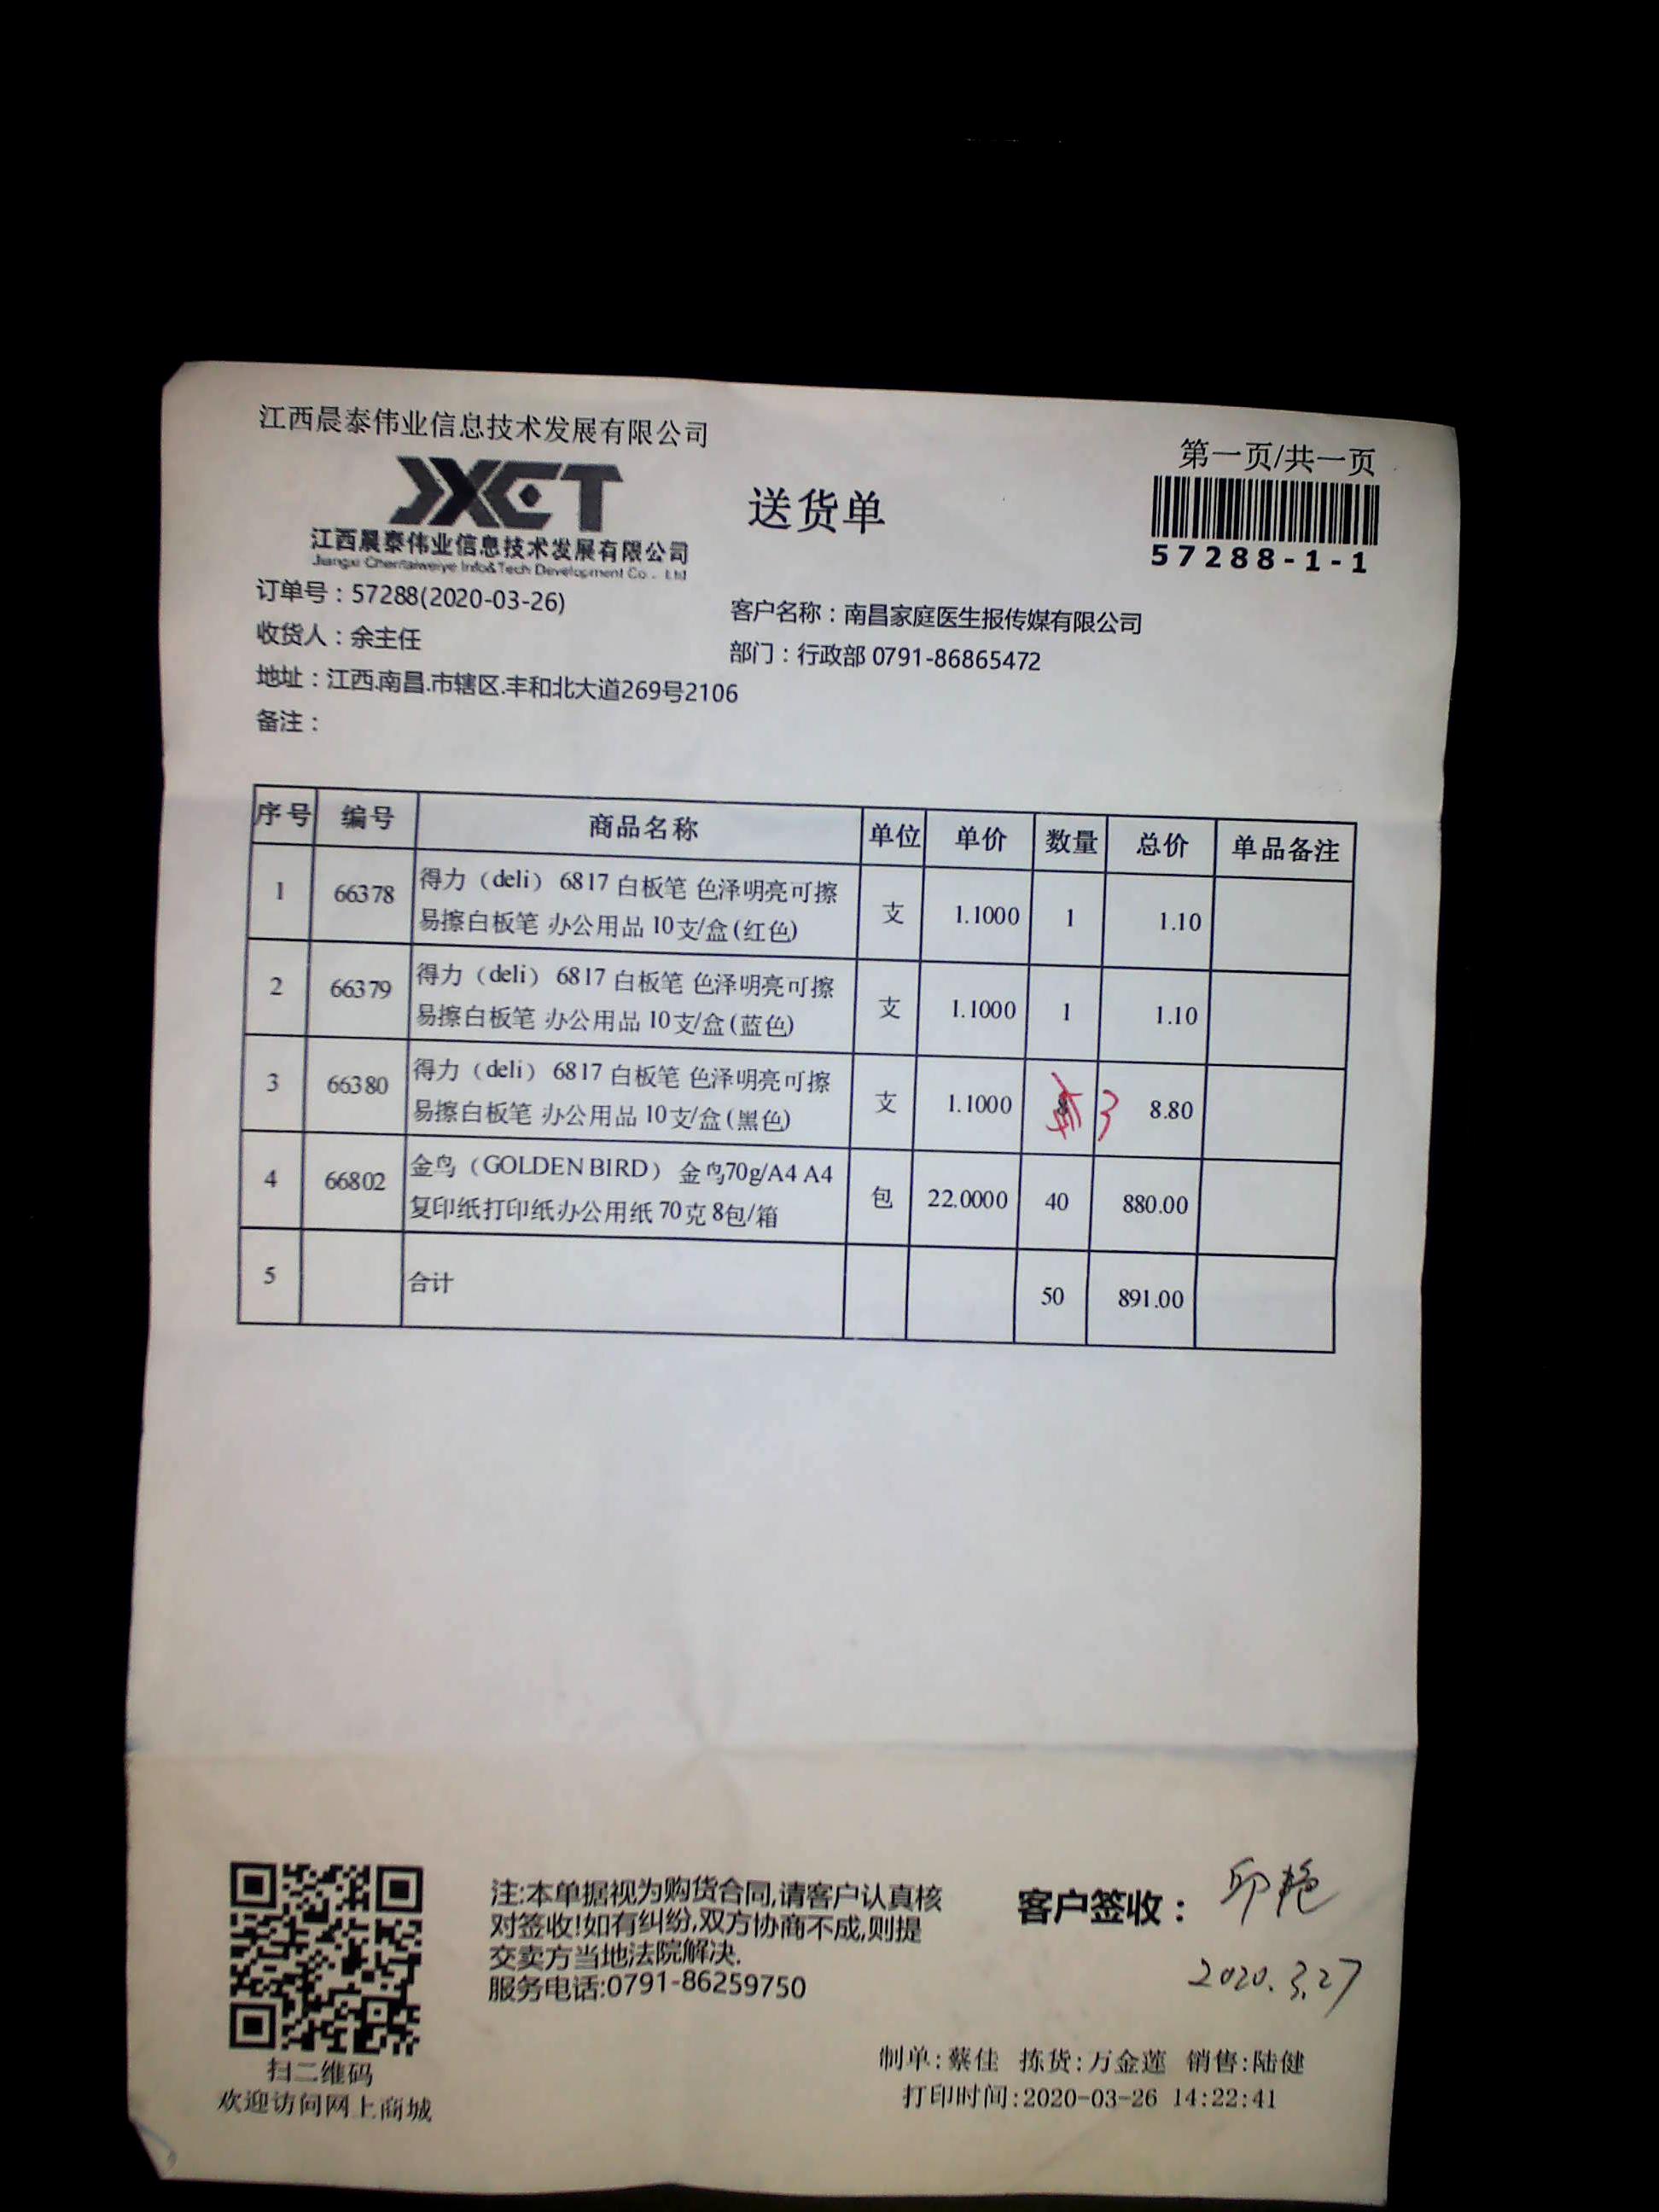 江西晨泰伟业信息技术发展有限公司
第一页/共一页
JXCT
江西晨泰伟业信息技术发展有限公司
Jiangxi Chentaiweiye Info&Tech Development Co., Ltd
送货单
57288-1-1
订单号：57288(2020-03-26)
客户名称：南昌家庭医生报传媒有限公司
收货人：余主任
部门：行政部 0791-86865472
地址：江西.南昌.市辖区.丰和北大道269号2106
备注：
序号 编号 商品名称 单位 单价 数量 总价 单品备注
1 66378 得力（deli）6817 白板笔 色泽明亮可擦
易擦白板笔 办公用品 10支/盒(红色) 支 1.1000 1 1.10
2 66379 得力（deli）6817 白板笔 色泽明亮可擦
易擦白板笔 办公用品 10支/盒(蓝色) 支 1.1000 1 1.10
3 66380 得力（deli）6817 白板笔 色泽明亮可擦
易擦白板笔 办公用品 10支/盒(黑色) 支 1.1000 3 8.80
4 66802 金鸟（GOLDEN BIRD）金鸟70g/A4 A4
复印纸打印纸办公用纸 70克 8包/箱 包 22.0000 40 880.00
5 合计 50 891.00
注:本单据视为购货合同,请客户认真核
对签收!如有纠纷,双方协商不成,则提
交卖方当地法院解决.
服务电话:0791-86259750
客户签收：
2020.3.27
扫二维码
欢迎访问网上商城
制单:蔡佳 拣货:万金莲 销售:陆健
打印时间:2020-03-26 14:22:41